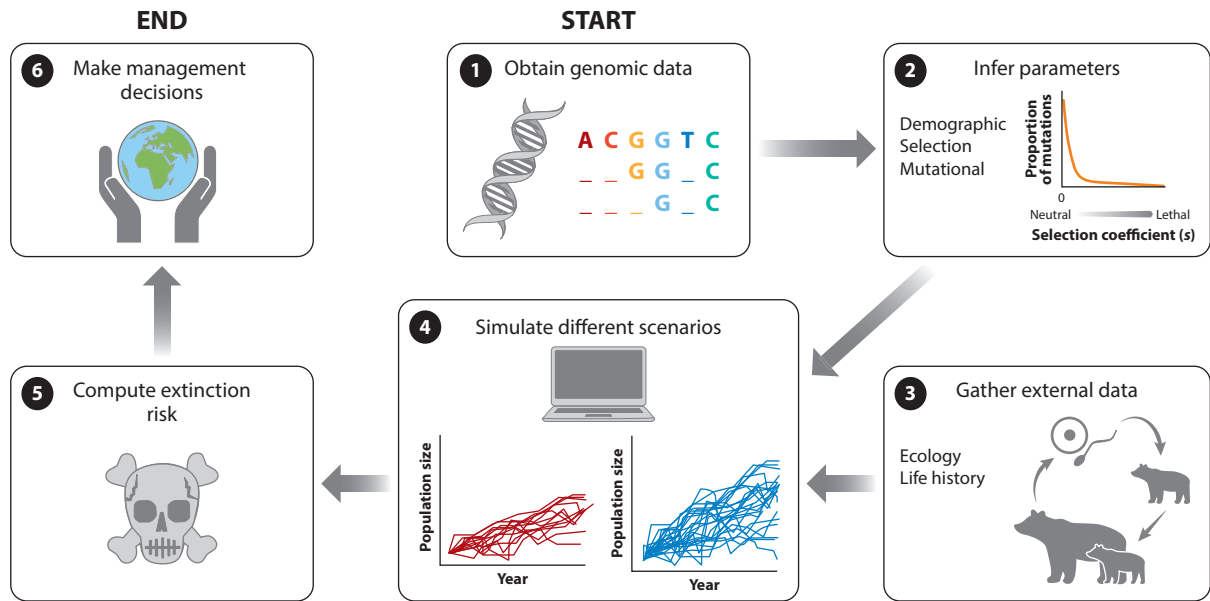 END
START
1
Obtain genomic data
A C G G T C
_ _ G G _ C
_ _ _ G _ C
2
Infer parameters
Demographic
Selection
Mutational
Proportion
of mutations
0
Neutral
Lethal
Selection coefficient (s)
3
Gather external data
Ecology
Life history
4
Simulate different scenarios
Population size
Year
Population size
Year
5
Compute extinction
risk
6
Make management
decisions